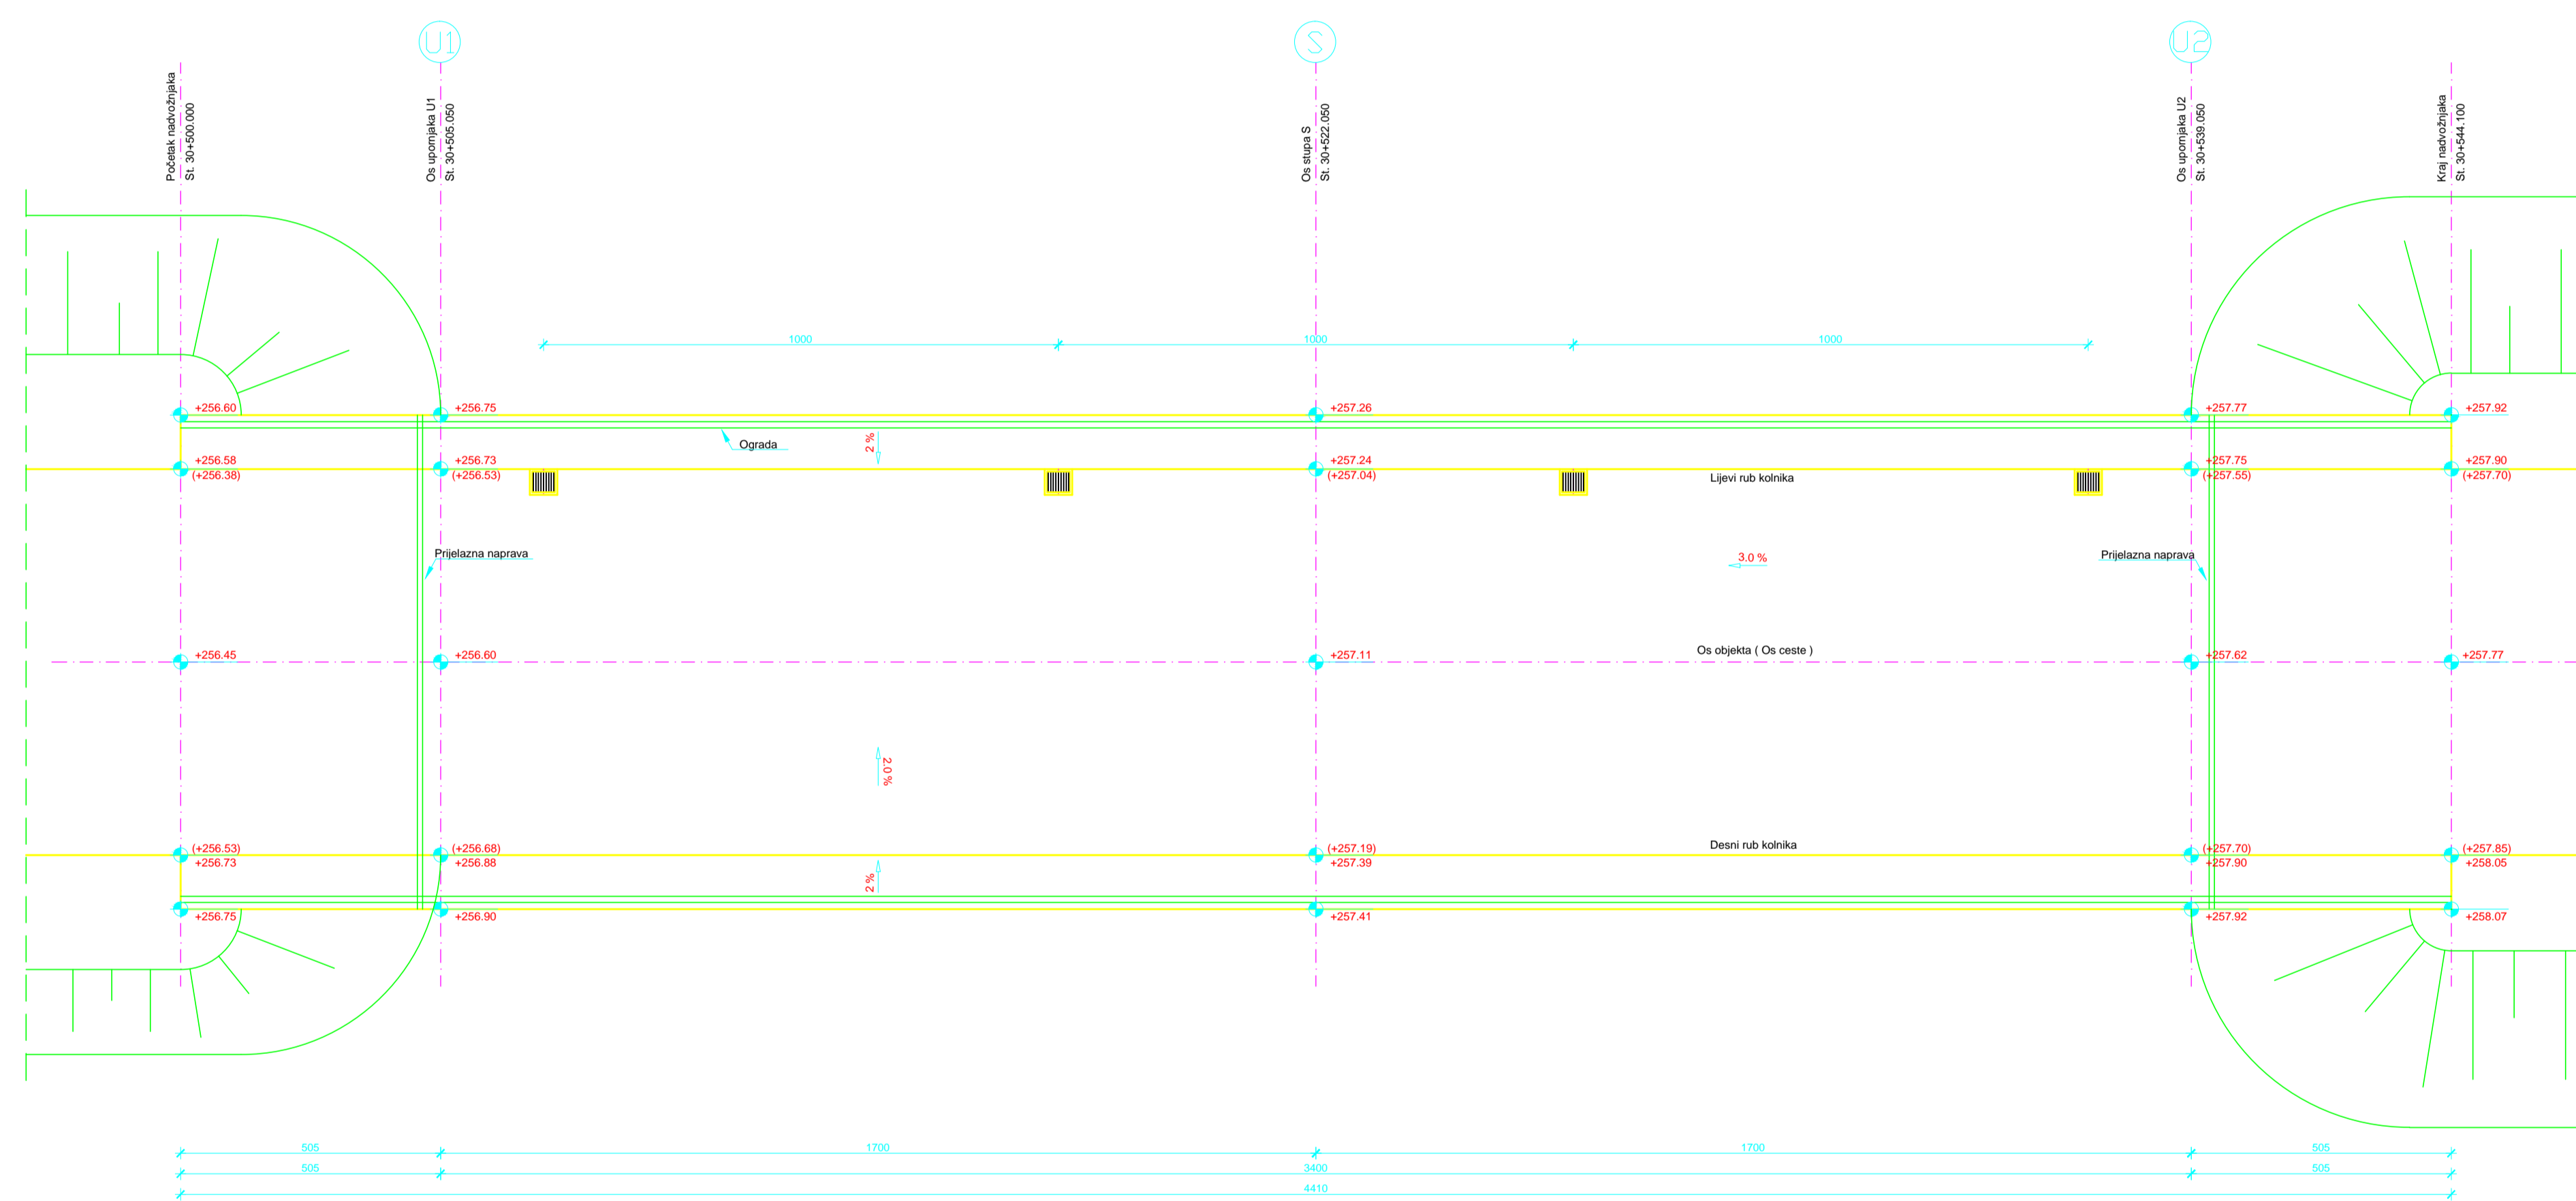 U1
S
U2
Početak nadvožnjaka
St. 30+500.000
Os upornjaka U1
St. 30+505.050
Os stupa S
St. 30+522.050
Os upornjaka U2
St. 30+539.050
Kraj nadvožnjaka
St. 30+544.100
1000
1000
1000
+256.60
+256.75
+257.26
+257.77
+257.92
Ograda
2 %
+256.58
+256.73
+257.24
+257.75
+257.90
(+256.38)
(+256.53)
(+257.04)
(+257.55)
(+257.70)
Lijevi rub kolnika
Prijelazna naprava
3.0 %
Prijelazna naprava
+256.45
+256.60
+257.11
Os objekta ( Os ceste )
+257.62
+257.77
2.0 %
(+256.53)
(+256.68)
(+257.19)
Desni rub kolnika
(+257.70)
(+257.85)
+256.73
+256.88
+257.39
+257.90
+258.05
2 %
+256.75
+256.90
+257.41
+257.92
+258.07
505
1700
1700
505
505
3400
505
4410